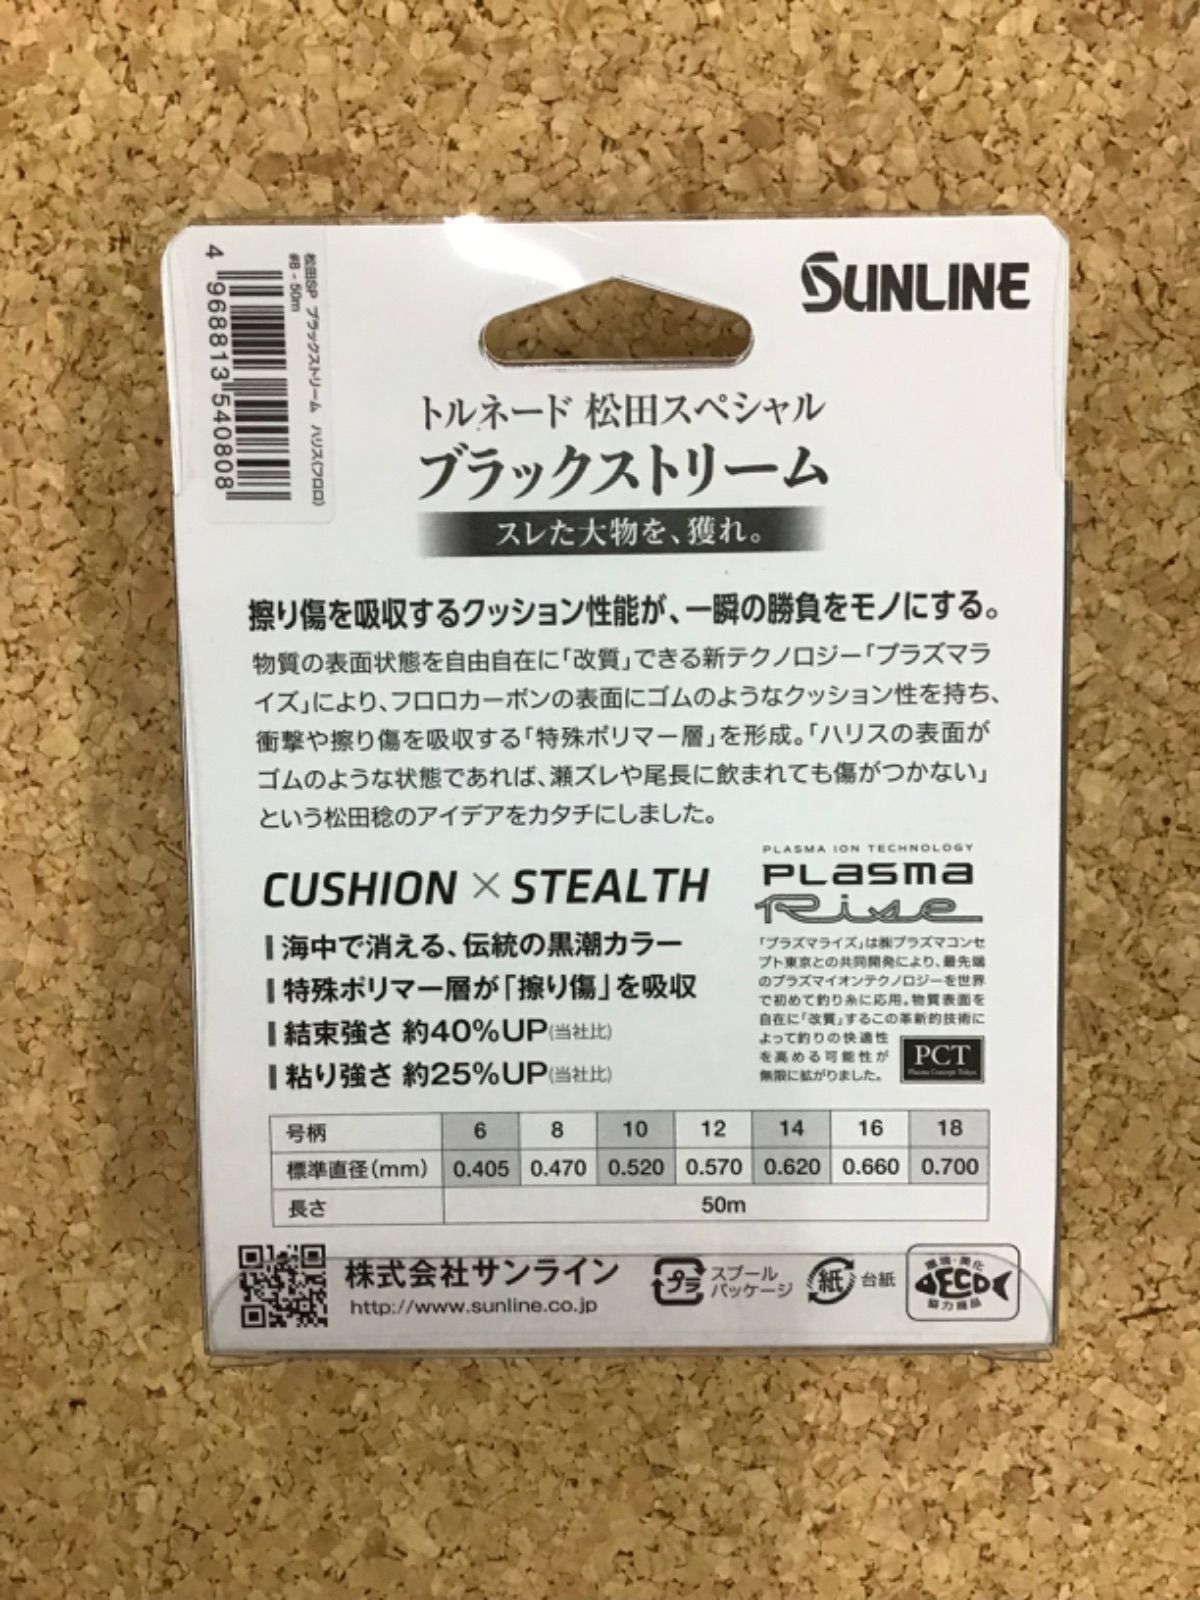 SUNLINE
松田SP ブラックストリーム ハリス(フロロ)
#8 - 50m
4 968813 540808
トルネード 松田スペシャル
ブラックストリーム
スレた大物を、獲れ。
擦り傷を吸収するクッション性能が、一瞬の勝負をモノにする。
物質の表面状態を自由自在に「改質」できる新テクノロジー「プラズマラ
イズ」により、フロロカーボンの表面にゴムのようなクッション性を持ち、
衝撃や擦り傷を吸収する「特殊ポリマー層」を形成。「ハリスの表面が
ゴムのような状態であれば、瀬ズレや尾長に飲まれても傷がつかない」
という松田稔のアイデアをカタチにしました。
CUSHION × STEALTH
海中で消える、伝統の黒潮カラー
特殊ポリマー層が「擦り傷」を吸収
結束強さ 約40%UP(当社比)
粘り強さ 約25%UP(当社比)
PLASMA ION TECHNOLOGY
PLASMA
Rise
「プラズマライズ」は㈱プラズマコンセ
プト東京との共同開発により、最先端
のプラズマイオンテクノロジーを世界
で初めて釣り糸に応用。物質表面を
自在に「改質」するこの革新的技術に
よって釣りの快適性
を高める可能性が
無限に拡がりました。
PCT
Plasma Concept Tokyo
号柄 6 8 10 12 14 16 18
標準直径(mm) 0.405 0.470 0.520 0.570 0.620 0.660 0.700
長さ 50m
株式会社サンライン
http://www.sunline.co.jp
プラ
スプール
パッケージ
紙
台紙
環境・美化
ECO
協力商品